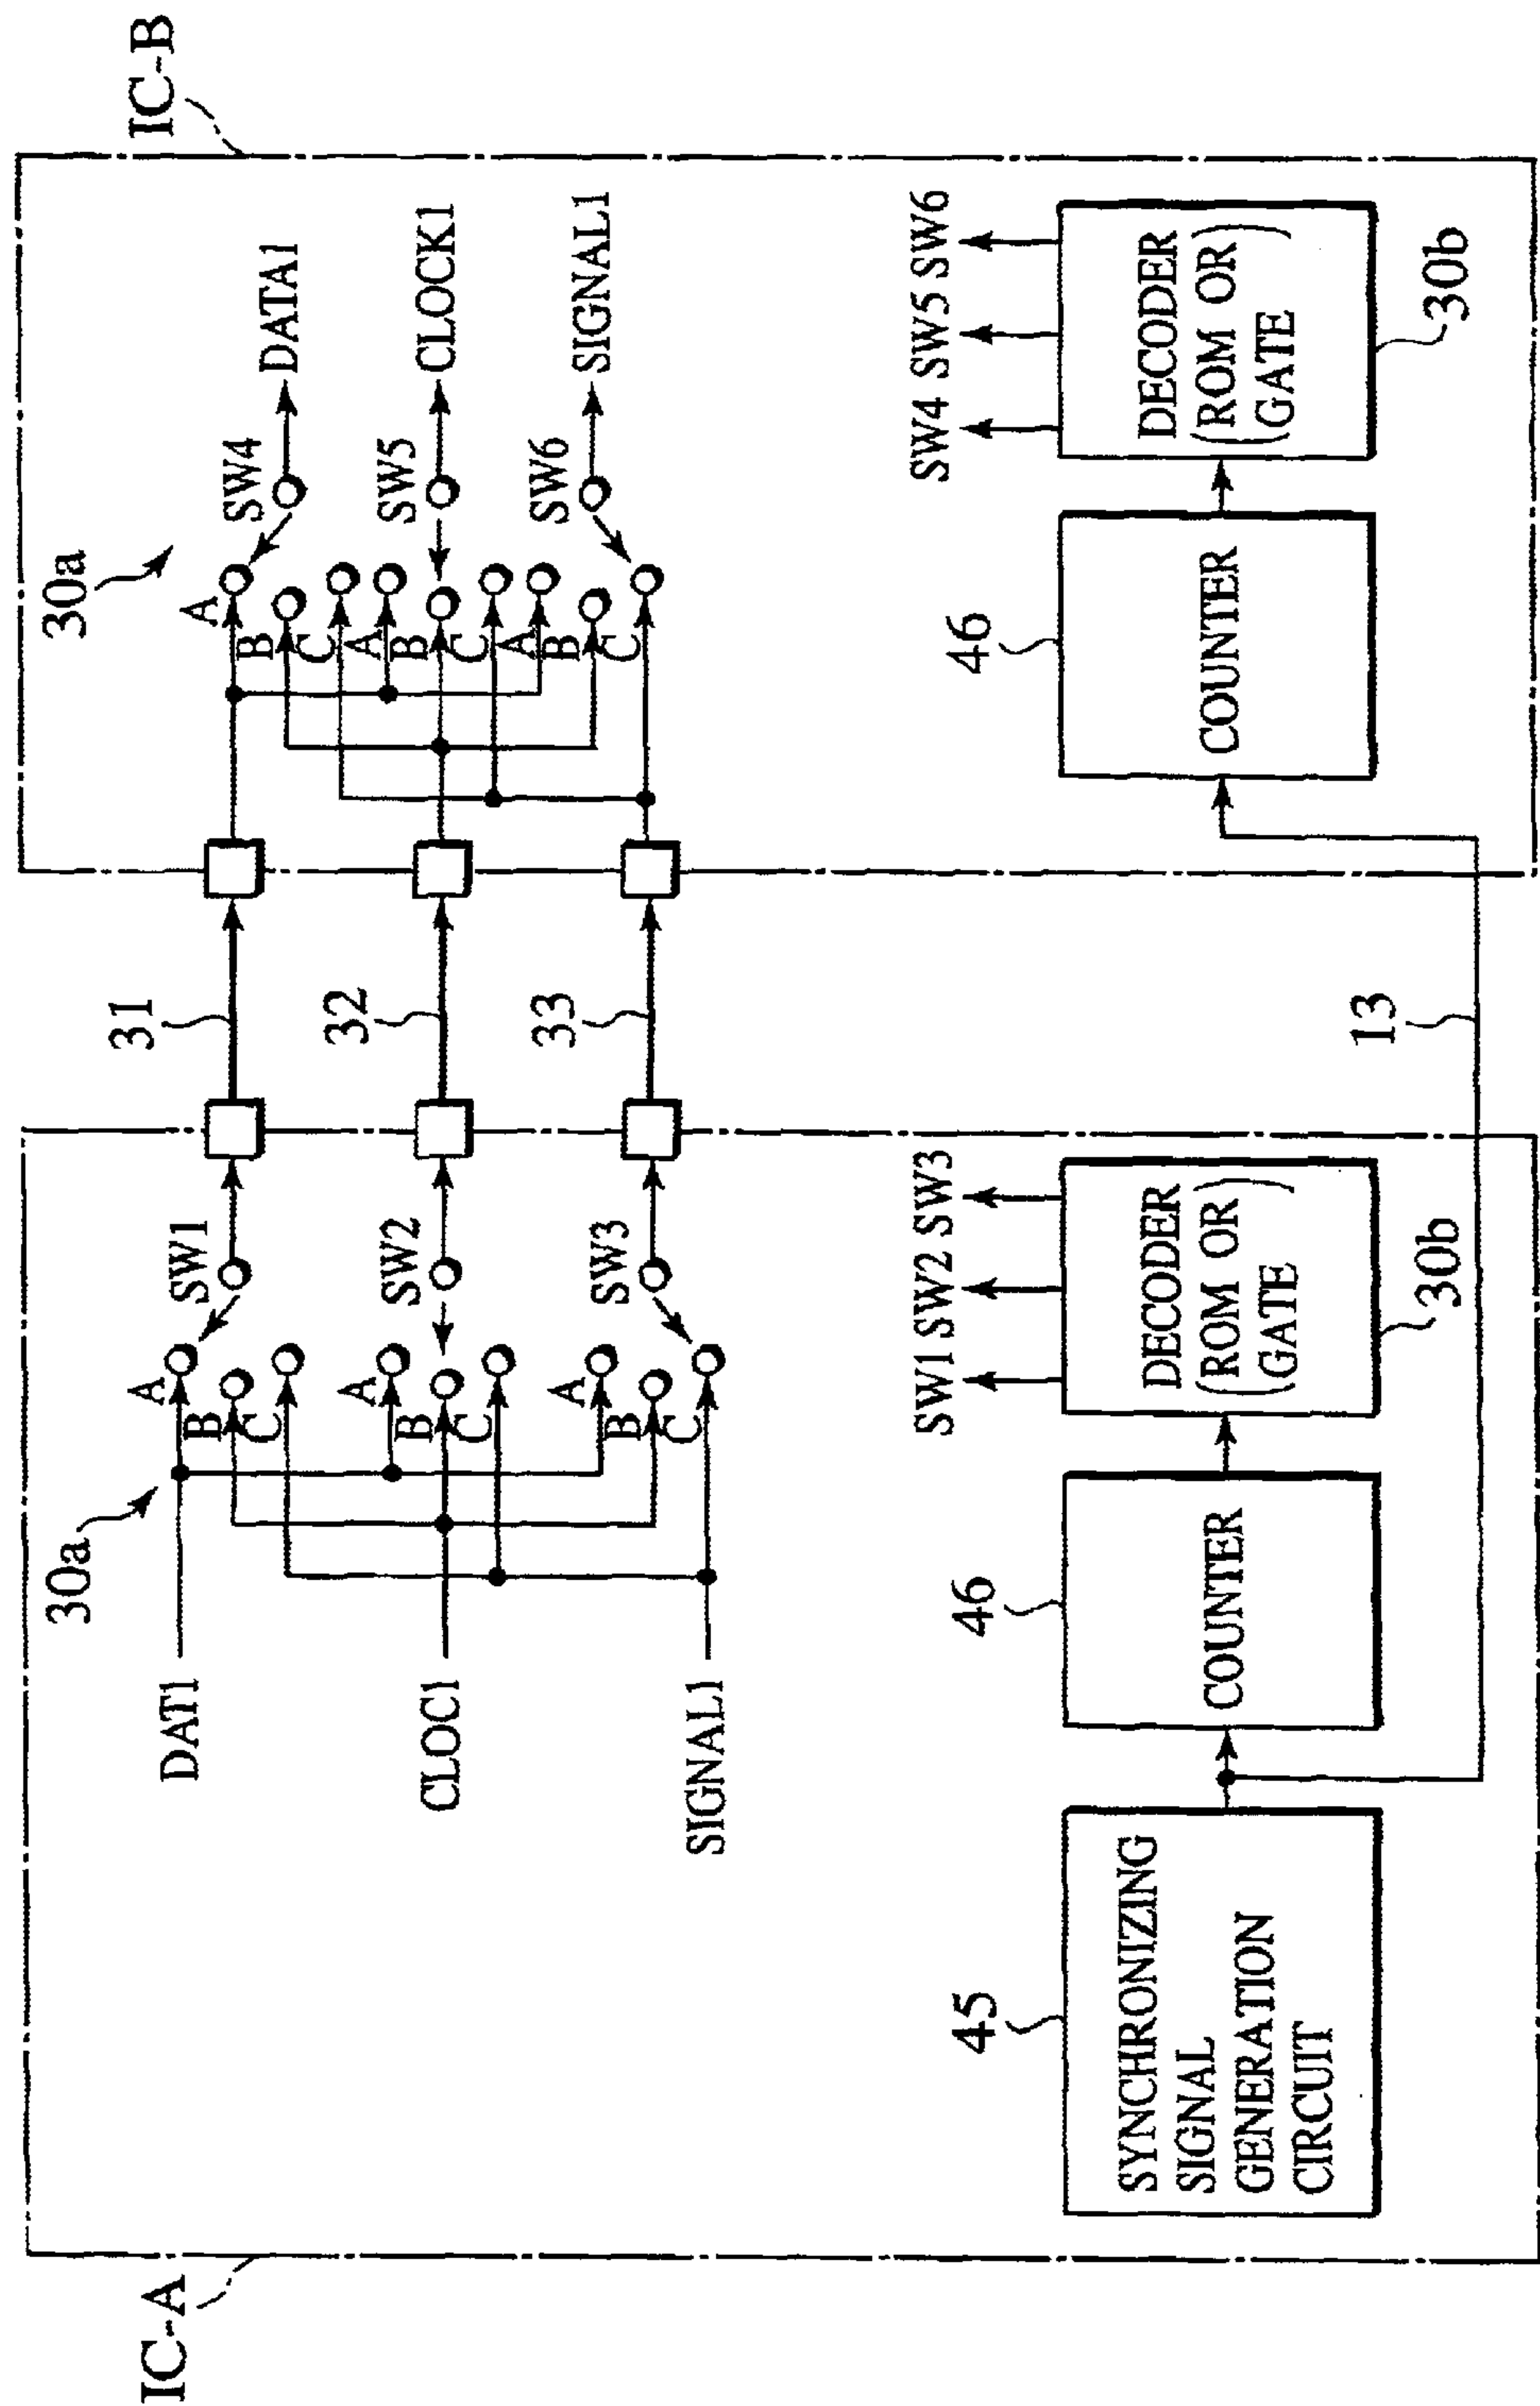 IC-A
IC-B
30a
DAT1
A
B
C
SW1
CLOC1
A
B
C
SW2
SIGNAL1
A
B
C
SW3
31
32
33
30a
A
B
C
SW4
DATA1
A
B
C
SW5
CLOCK1
A
B
C
SW6
SIGNAL1
45
SYNCHRONIZING
SIGNAL
GENERATION
CIRCUIT
46
COUNTER
SW1 SW2 SW3
DECODER
(ROM OR
GATE)
30b
13
46
COUNTER
SW4 SW5 SW6
DECODER
(ROM OR
GATE)
30b